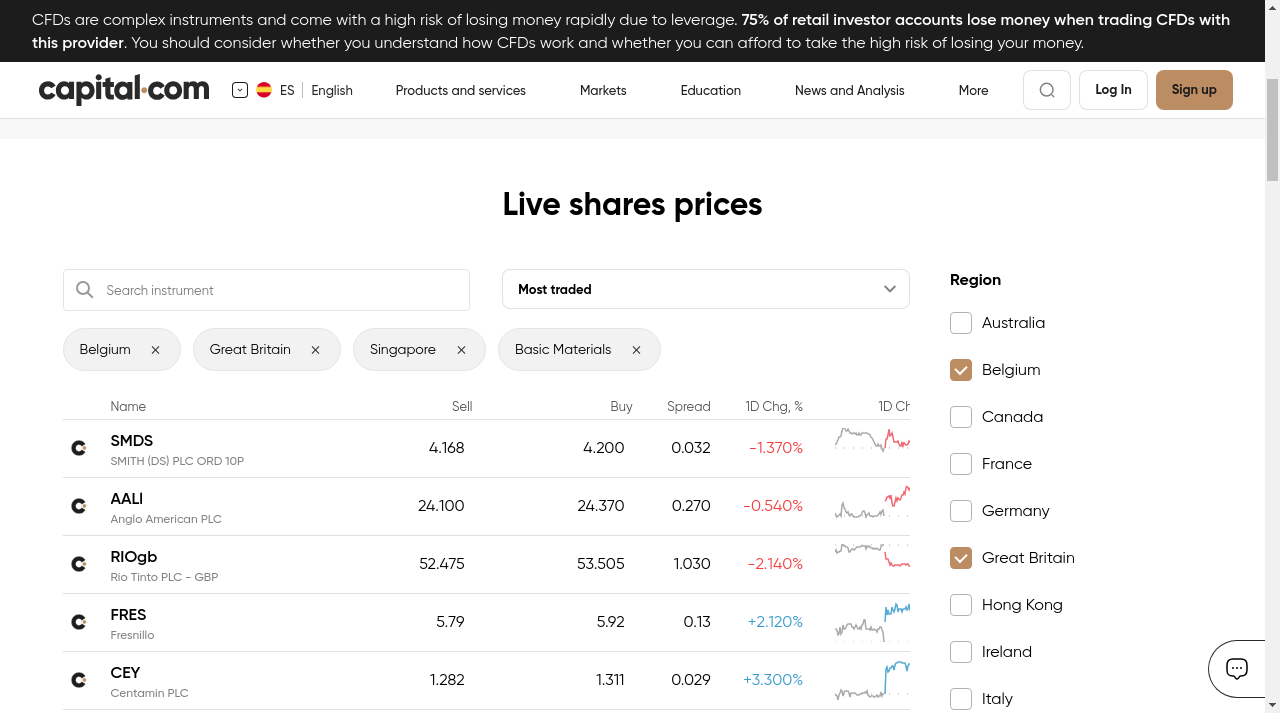 CFDs are complex instruments and come with a high risk of losing money rapidly due to leverage. 75% of retail investor accounts lose money when trading CFDs with
this provider. You should consider whether you understand how CFDs work and whether you can afford to take the high risk of losing your money.
capital.com ES English Products and services Markets Education News and Analysis More Log In Sign up
Live shares prices
Search instrument Most traded
Belgium Great Britain Singapore Basic Materials
Name Sell Buy Spread 1D Chg, % 1D Ch
SMDS 4.168 4.200 0.032 -1.370%
SMITH (DS) PLC ORD 10P
AALI 24.100 24.370 0.270 -0.540%
Anglo American PLC
RIOgb 52.475 53.505 1.030 -2.140%
Rio Tinto PLC - GBP
FRES 5.79 5.92 0.13 +2.120%
Fresnillo
CEY 1.282 1.311 0.029 +3.300%
Centamin PLC
Region
Australia
Belgium
Canada
France
Germany
Great Britain
Hong Kong
Ireland
Italy